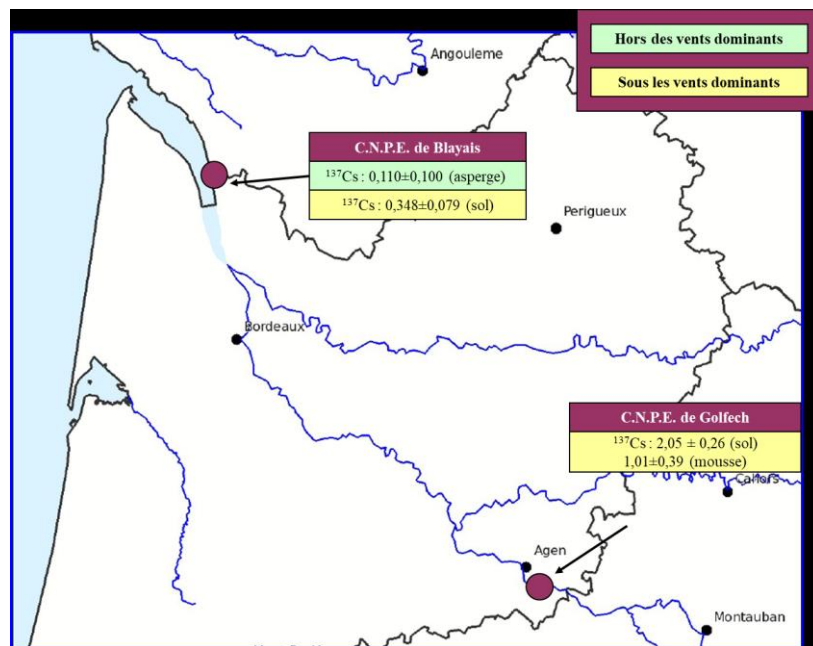 Hors des vents dominants
Angouleme
Sous les vents dominants
C.N.P.E. de Blayais
¹³⁷Cs : 0,110±0,100 (asperge)
¹³⁷Cs : 0,348±0,079 (sol)
Perigueux
Bordeaux
C.N.P.E. de Golfech
¹³⁷Cs : 2,05 ± 0,26 (sol)
1,01±0,39 (mousse)
Cahors
Agen
Montauban